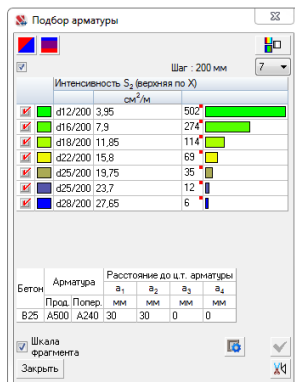 Подбор арматуры
Шаг : 200 мм 7
Интенсивность S₂ (верхняя по X)
см²/м
d12/200 3,95 502
d16/200 7,9 274
d18/200 11,85 114
d22/200 15,8 69
d25/200 19,75 35
d25/200 23,7 12
d28/200 27,65 6
Бетон Арматура Расстояние до ц.т. арматуры
Прод. Попер. a₁ a₂ a₃ a₄
мм мм мм мм
B25 A500 A240 30 30 0 0
Шкала фрагмента
Закрыть